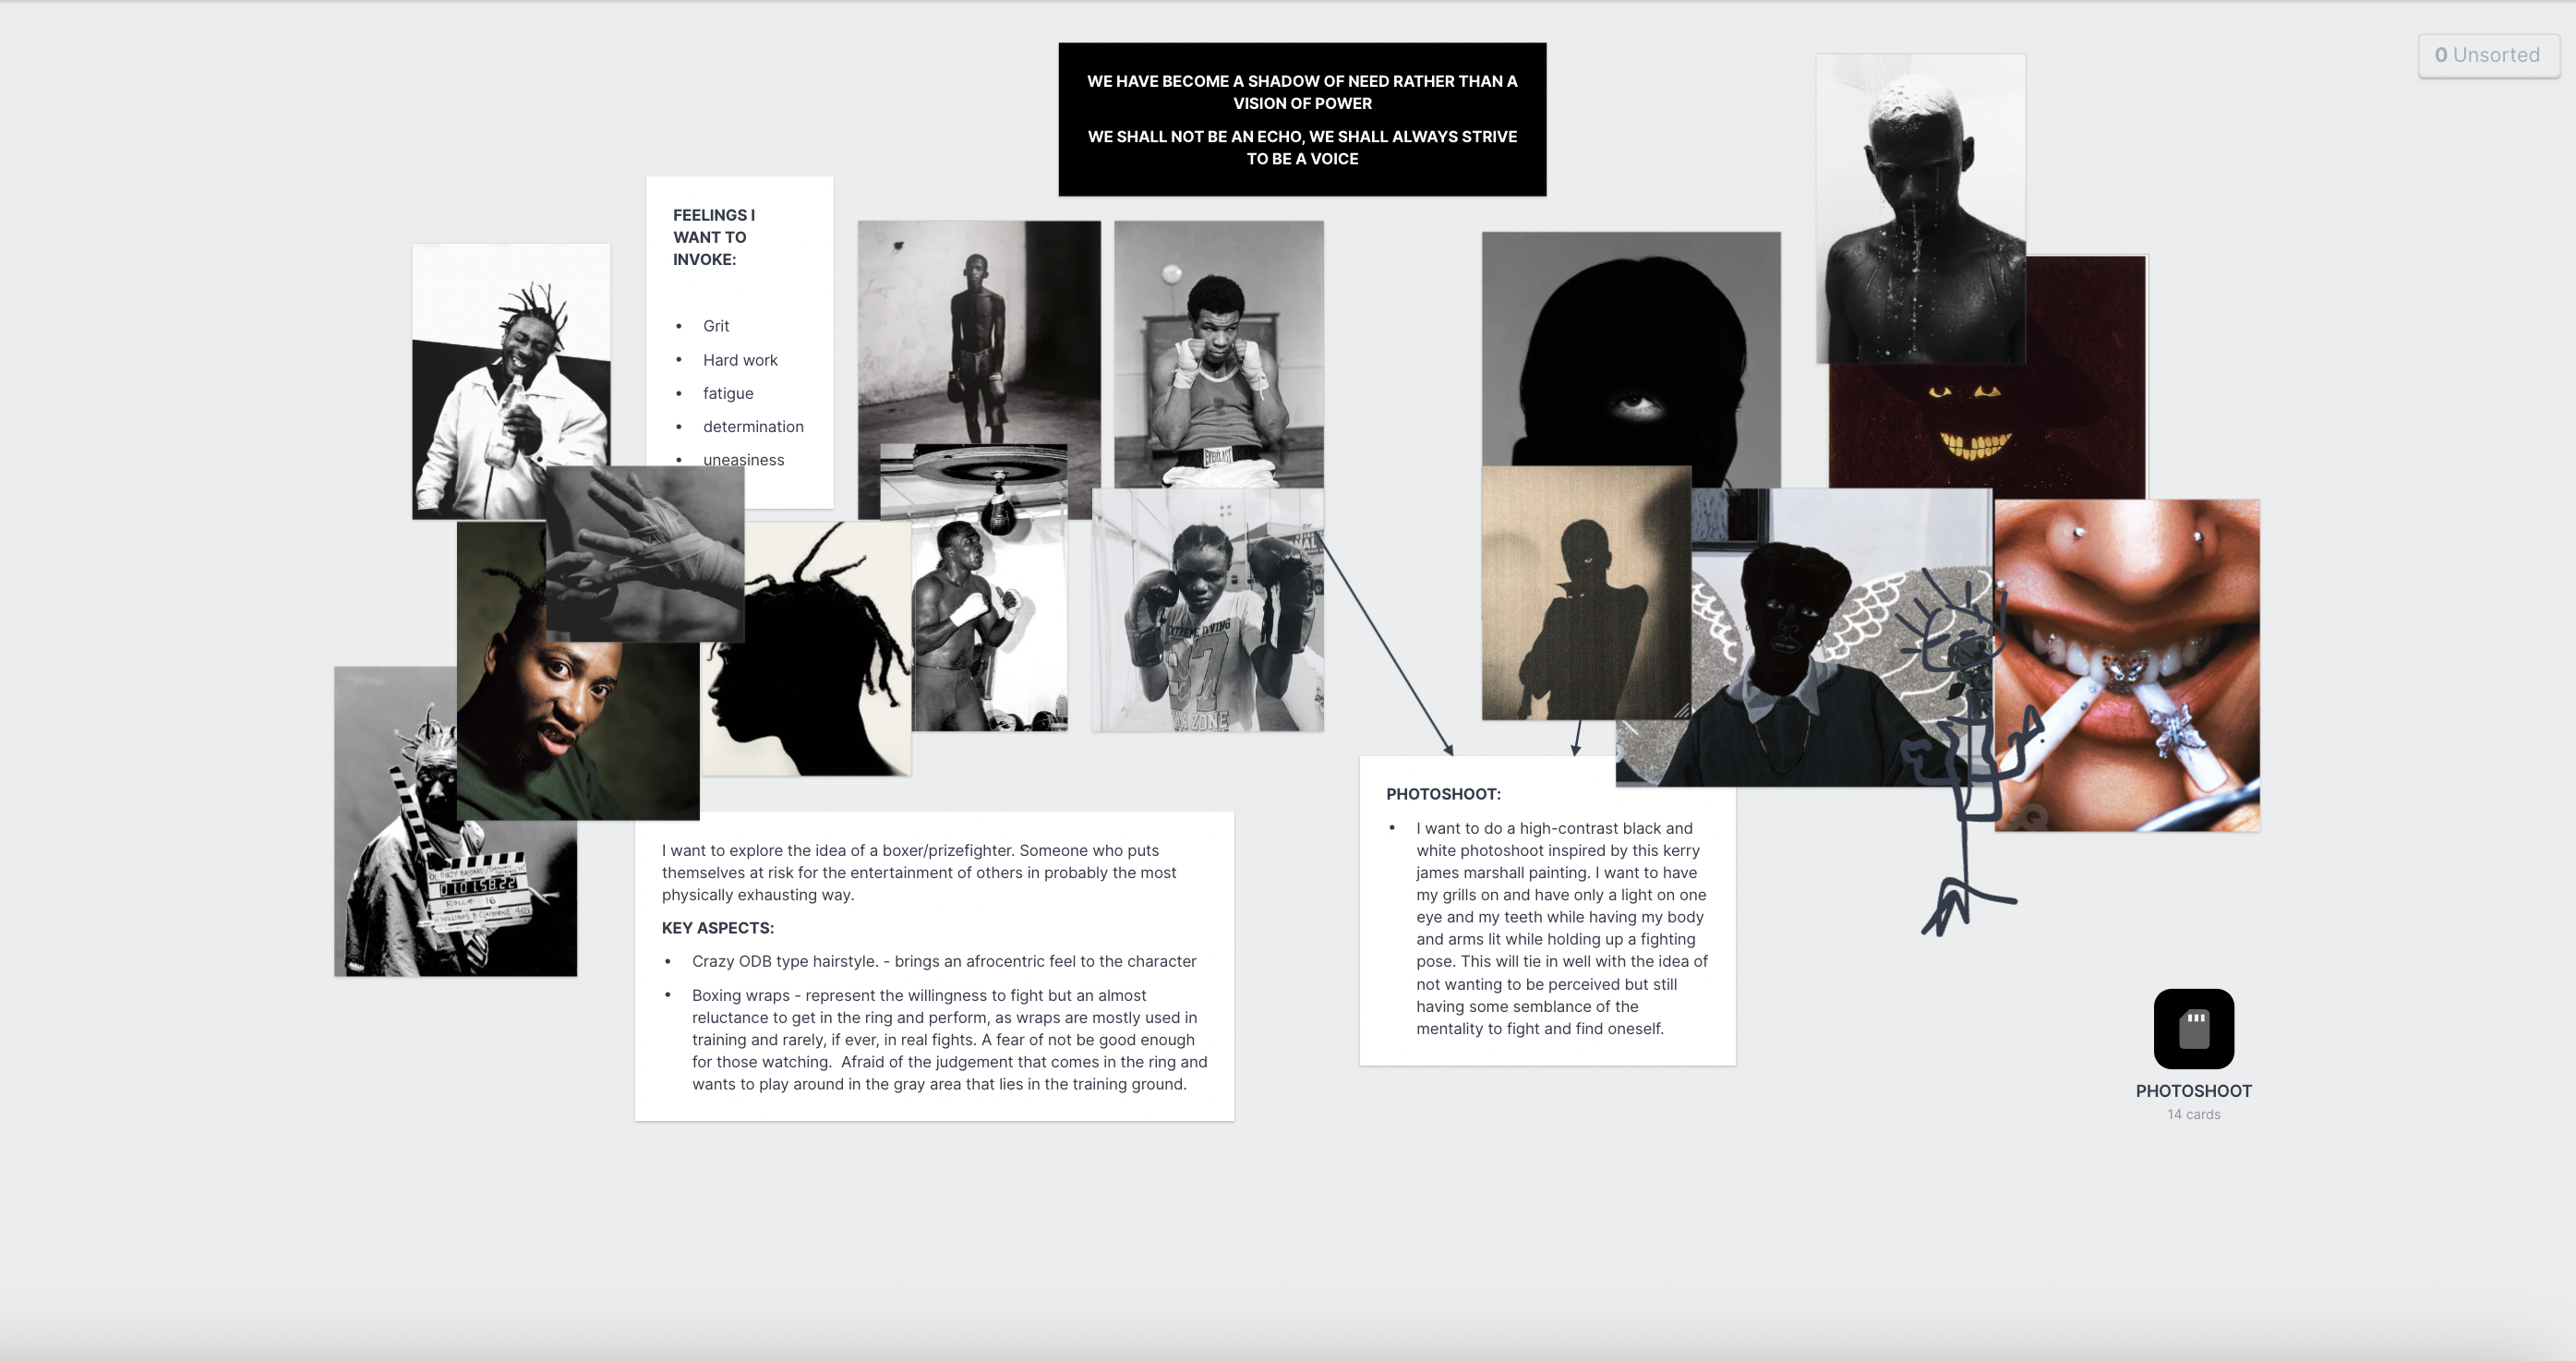 0 Unsorted
WE HAVE BECOME A SHADOW OF NEED RATHER THAN A
VISION OF POWER
WE SHALL NOT BE AN ECHO, WE SHALL ALWAYS STRIVE
TO BE A VOICE
FEELINGS I
WANT TO
INVOKE:
• Grit
• Hard work
• fatigue
• determination
• uneasiness
EVERLAST
I want to explore the idea of a boxer/prizefighter. Someone who puts
themselves at risk for the entertainment of others in probably the most
physically exhausting way.
KEY ASPECTS:
• Crazy ODB type hairstyle. - brings an afrocentric feel to the character
• Boxing wraps - represent the willingness to fight but an almost
reluctance to get in the ring and perform, as wraps are mostly used in
training and rarely, if ever, in real fights. A fear of not be good enough
for those watching.  Afraid of the judgement that comes in the ring and
wants to play around in the gray area that lies in the training ground.
ROLL 16
97
ZONE
PHOTOSHOOT:
• I want to do a high-contrast black and
white photoshoot inspired by this kerry
james marshall painting. I want to have
my grills on and have only a light on one
eye and my teeth while having my body
and arms lit while holding up a fighting
pose. This will tie in well with the idea of
not wanting to be perceived but still
having some semblance of the
mentality to fight and find oneself.
PHOTOSHOOT
14 cards